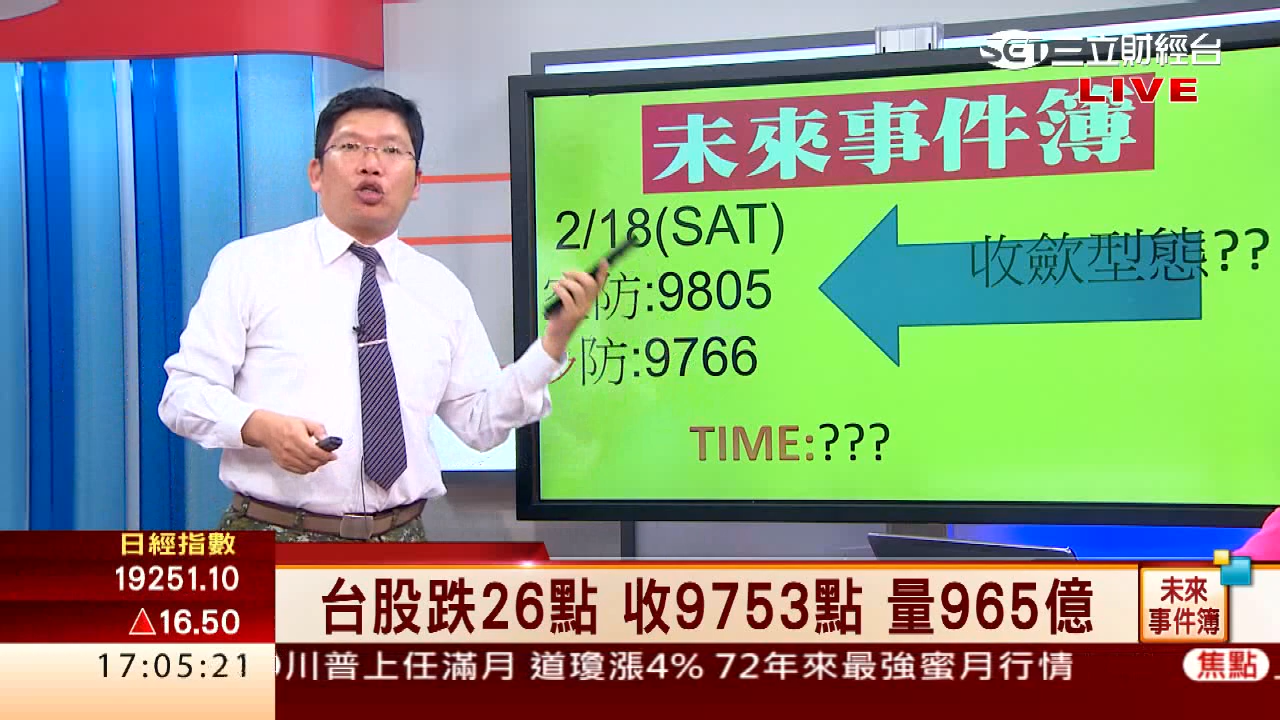 SET三立財經台
LIVE
未來事件簿
2/18(SAT)
收斂型態??
防:9805
防:9766
TIME:???
日經指數
19251.10
△16.50
台股跌26點 收9753點 量965億
未來
事件簿
17:05:21
川普上任滿月 道瓊漲4% 72年來最強蜜月行情
焦點